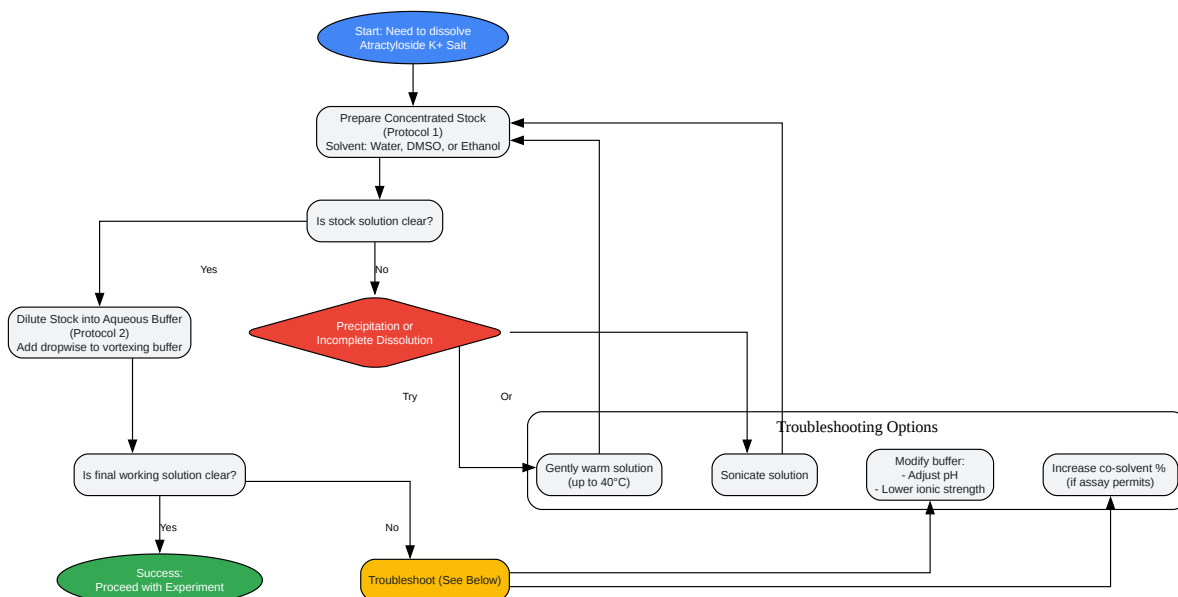 Start: Need to dissolve
Atractyloside K+ Salt
Prepare Concentrated Stock
(Protocol 1)
Solvent: Water, DMSO, or Ethanol
Is stock solution clear?
Yes
No
Dilute Stock into Aqueous Buffer
(Protocol 2)
Add dropwise to vortexing buffer
Precipitation or
Incomplete Dissolution
Try
Or
Troubleshooting Options
Gently warm solution
(up to 40°C)
Sonicate solution
Modify buffer:
- Adjust pH
- Lower ionic strength
Increase co-solvent %
(if assay permits)
Is final working solution clear?
Yes
No
Success:
Proceed with Experiment
Troubleshoot (See Below)